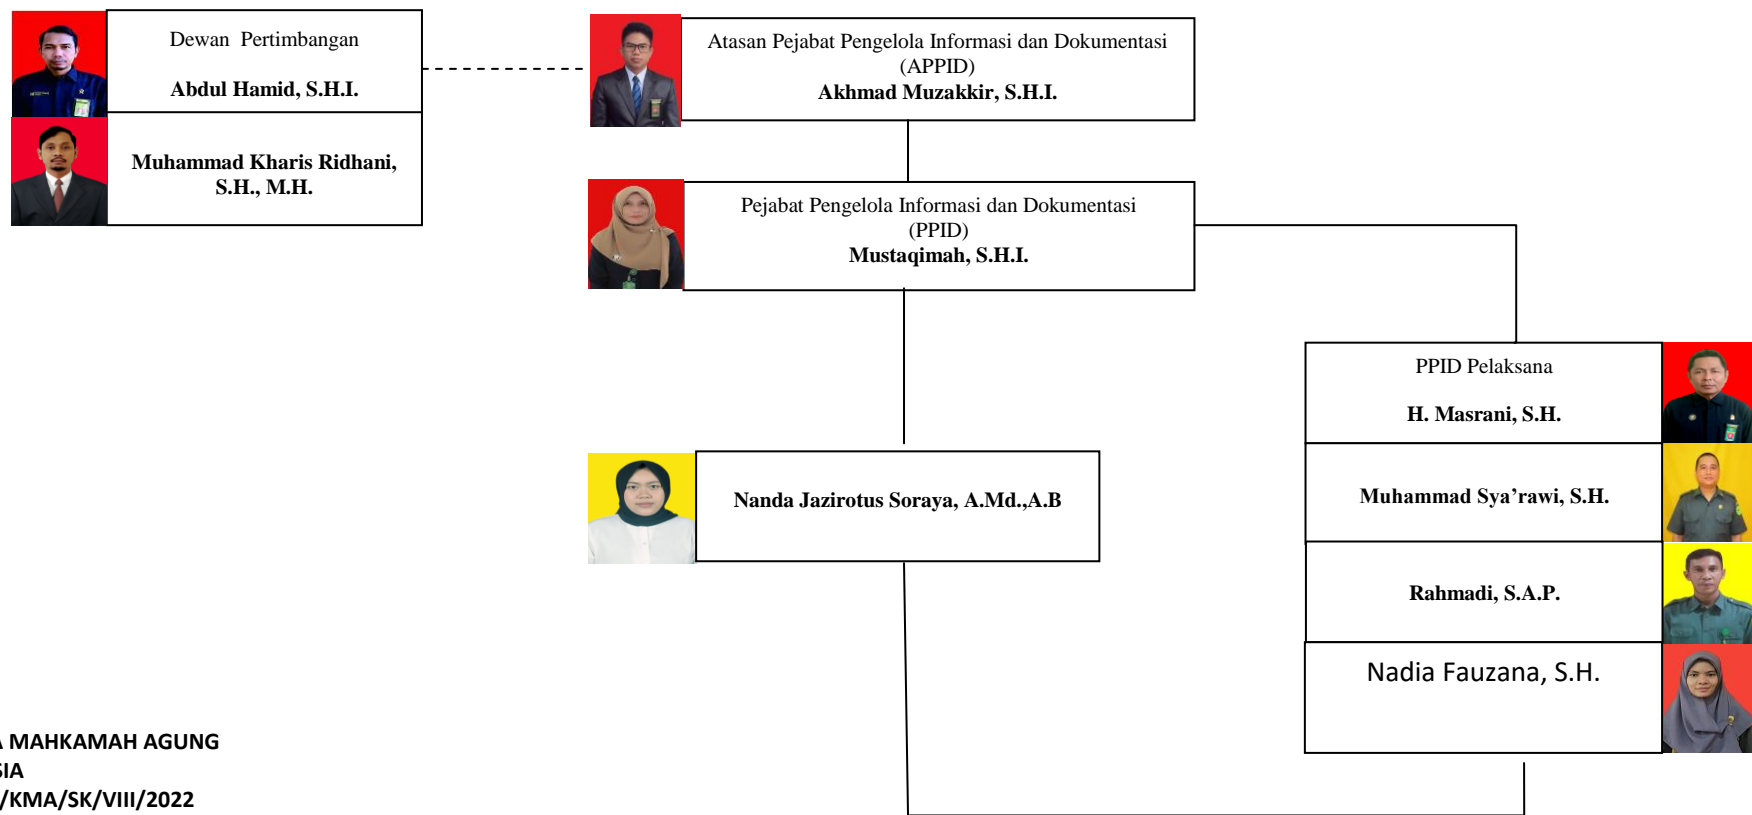 Dewan Pertimbangan
Abdul Hamid, S.H.I.
Muhammad Kharis Ridhani,
S.H., M.H.
Atasan Pejabat Pengelola Informasi dan Dokumentasi
(APPID)
Akhmad Muzakkir, S.H.I.
Pejabat Pengelola Informasi dan Dokumentasi
(PPID)
Mustaqimah, S.H.I.
Nanda Jazirotus Soraya, A.Md.,A.B
PPID Pelaksana
H. Masrani, S.H.
Muhammad Sya’rawi, S.H.
Rahmadi, S.A.P.
Nadia Fauzana, S.H.
MAHKAMAH AGUNG
/KMA/SK/VIII/2022